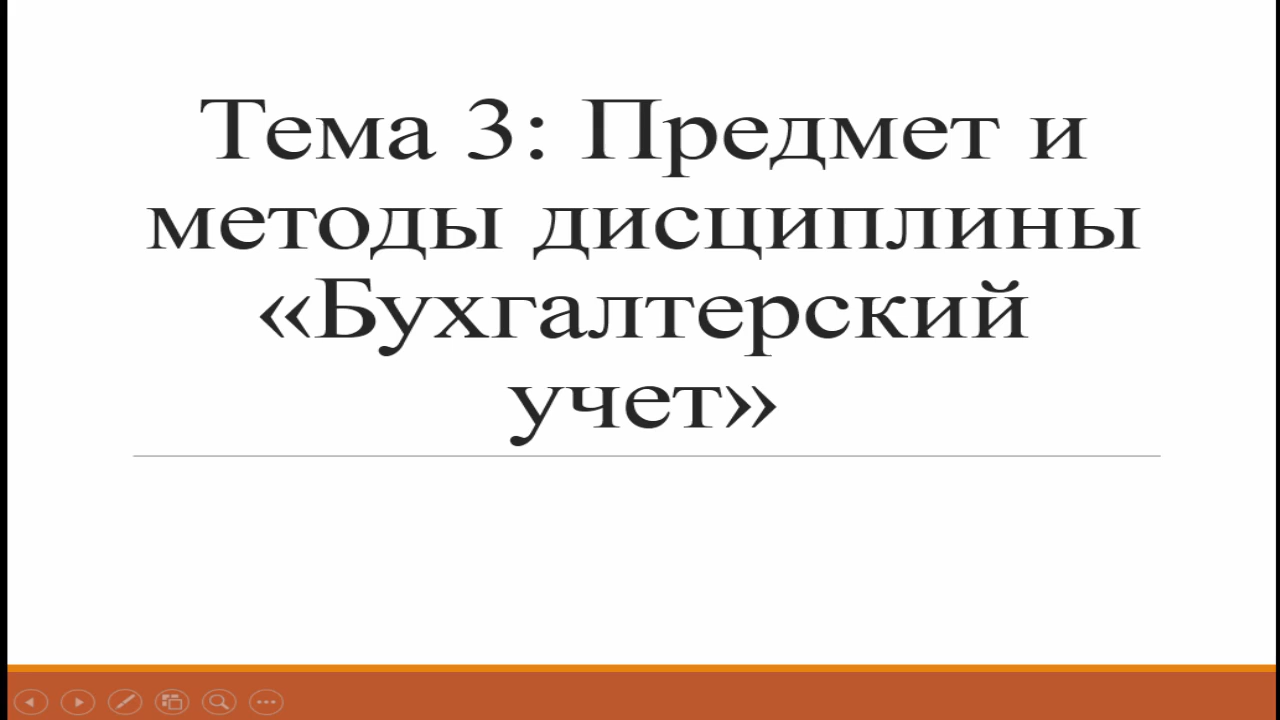 Тема 3: Предмет и
методы дисциплины
«Бухгалтерский
учет»